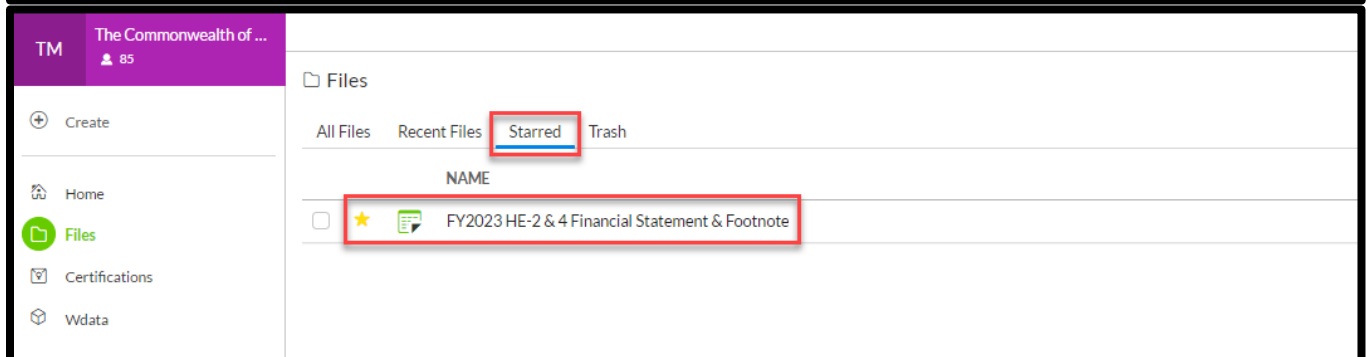 TM
The Commonwealth of ...
85
Create
Home
Files
Certifications
Wdata
Files
All Files Recent Files Starred Trash
NAME
FY2023 HE-2 & 4 Financial Statement & Footnote